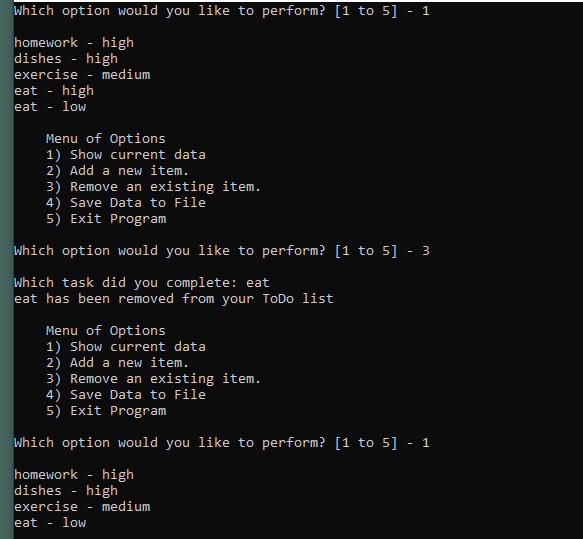 Which option would you like to perform? [1 to 5] - 1
homework - high
dishes - high
exercise - medium
eat - high
eat - low
Menu of Options
1) Show current data
2) Add a new item.
3) Remove an existing item.
4) Save Data to File
5) Exit Program
Which option would you like to perform? [1 to 5] - 3
Which task did you complete: eat
eat has been removed from your ToDo list
Menu of Options
1) Show current data
2) Add a new item.
3) Remove an existing item.
4) Save Data to File
5) Exit Program
Which option would you like to perform? [1 to 5] - 1
homework - high
dishes - high
exercise - medium
eat - low